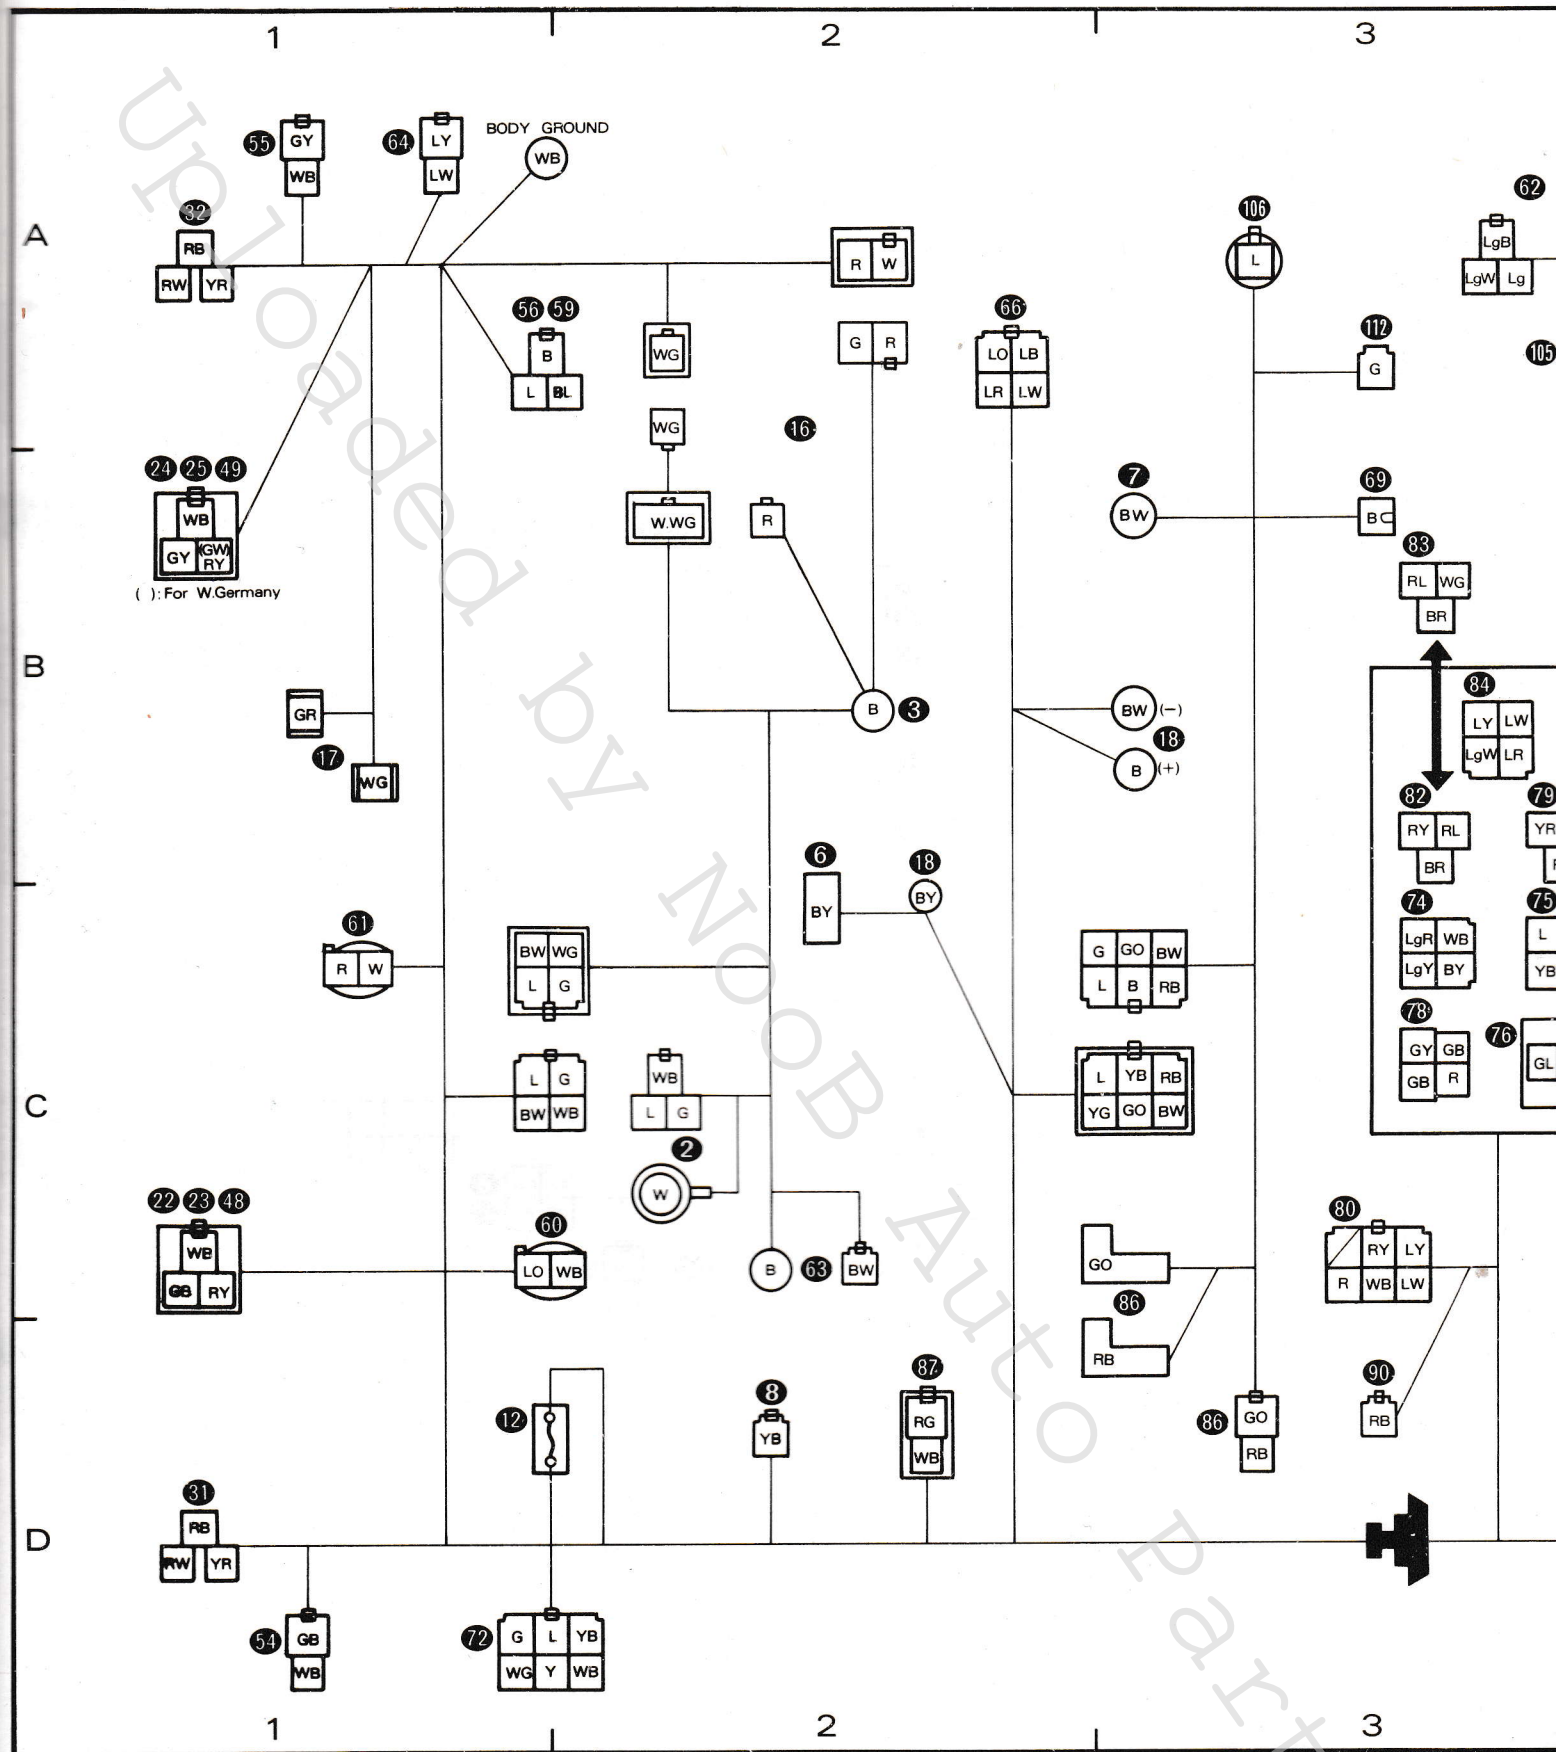 1 2 3
55 GY WB
64 LY LW
BODY GROUND
WB
A
32 RB RW YR
R W
106 L
62 LgB LgW Lg
56 59 B L BL
WG
G R
66 LO LB LR LW
112 G
105
WG
16
24 25 49
WB
GY (GW) RY
( ): For W.Germany
W.WG
R
7 BW
69 B
83 RL WG BR
B
GR
17
WG
B 3
BW (-)
18
B (+)
84 LY LW LgW LR
82 RY RL BR
79 YR
6 BY
18 BY
61 R W
BW WG L G
G GO BW L B RB
74 LgR WB LgY BY
75 L YB
78 GY GB GB R
76 GL
C
L G BW WB
WB L G
L YB RB YG GO BW
2 W
22 23 48
WB GB RY
60 LO WB
B 63 BW
GO
86
RB
80 RY LY R WB LW
12
8 YB
87 RG WB
86 GO RB
90 RB
D
31 RB RW YR
54 GB WB
72 G L YB WG Y WB
1 2 3
Uploaded by NooB Auto Part